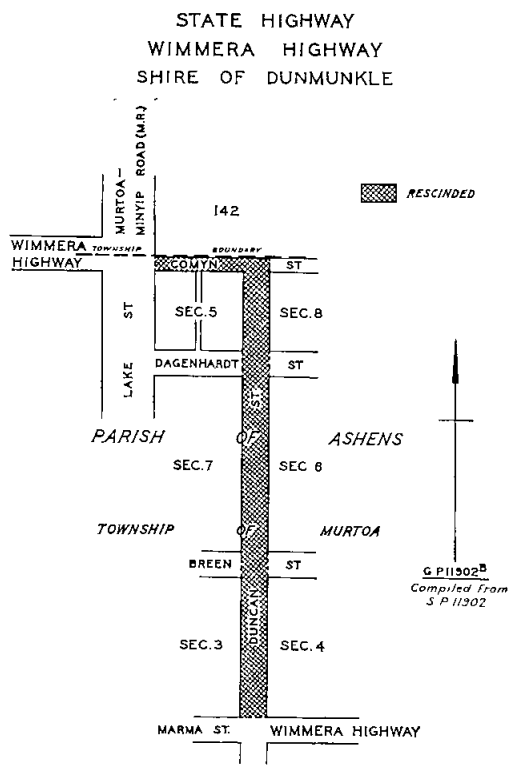 STATE HIGHWAY
WIMMERA HIGHWAY
SHIRE OF DUNMUNKLE
MURTOA–
MINYIP ROAD (M.R.)
142
RESCINDED
WIMMERA
HIGHWAY
TOWNSHIP BOUNDARY
COMYN ST
SEC. 5
SEC. 8
LAKE ST
DAGENHARDT ST
DUNCAN ST.
PARISH OF ASHENS
SEC. 7
SEC 6
TOWNSHIP OF MURTOA
BREEN ST
G P11902B
Compiled From
S P 11902
SEC. 3
SEC. 4
MARMA ST.
WIMMERA HIGHWAY